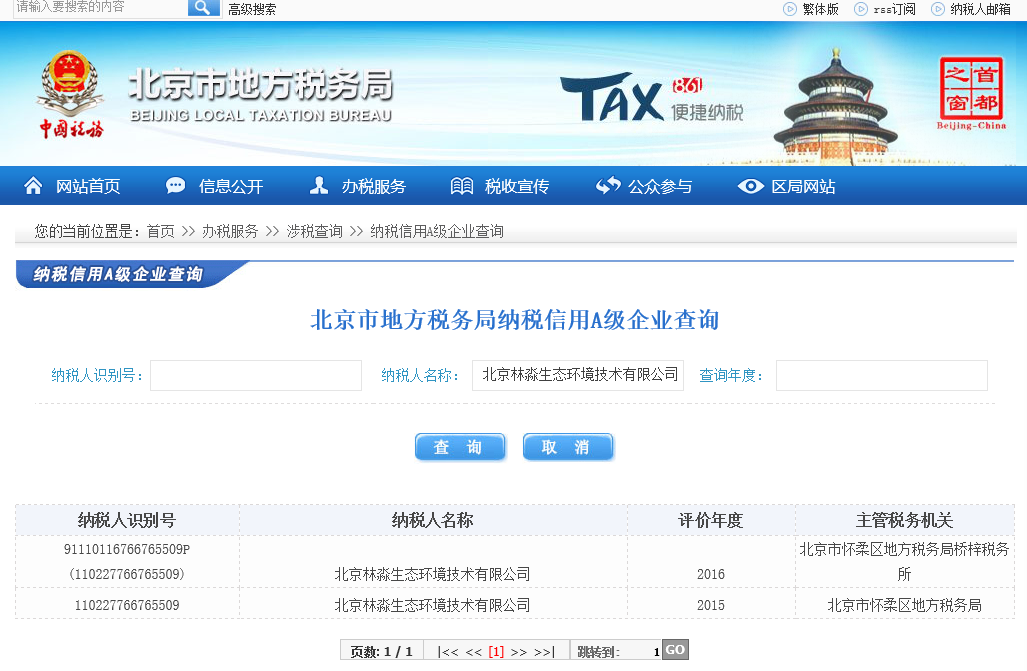 请输入要搜索的内容 高级搜索 繁体版 rss订阅 纳税人邮箱
北京市地方税务局
BEIJING LOCAL TAXATION BUREAU
中国税务
TAX 861 便捷纳税
首都之窗
Beijing-China
网站首页 信息公开 办税服务 税收宣传 公众参与 区局网站
您的当前位置是：首页 >> 办税服务 >> 涉税查询 >> 纳税信用A级企业查询
纳税信用A级企业查询
北京市地方税务局纳税信用A级企业查询
纳税人识别号： 纳税人名称： 北京林淼生态环境技术有限公司 查询年度：
查 询 取 消
纳税人识别号 纳税人名称 评价年度 主管税务机关
91110116766765509P
(110227766765509) 北京林淼生态环境技术有限公司 2016 北京市怀柔区地方税务局桥梓税务
所
110227766765509 北京林淼生态环境技术有限公司 2015 北京市怀柔区地方税务局
页数: 1 / 1 |<< << [1] >> >>| 跳转到: 1 GO